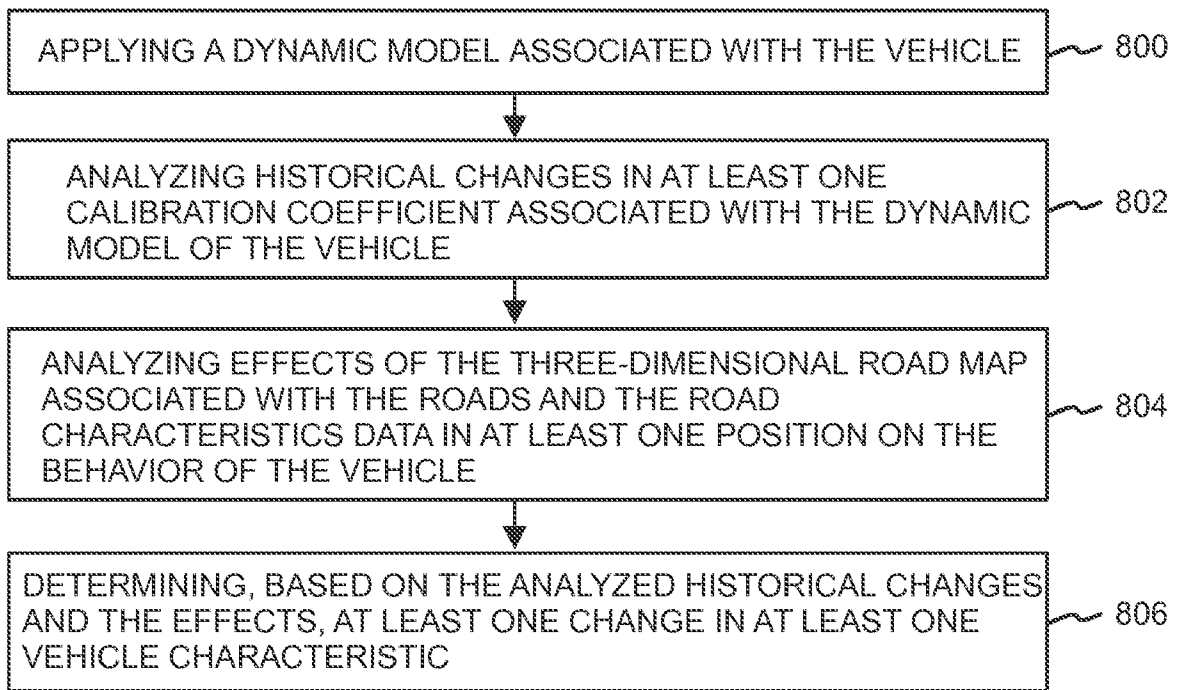 APPLYING A DYNAMIC MODEL ASSOCIATED WITH THE VEHICLE
800
ANALYZING HISTORICAL CHANGES IN AT LEAST ONE
CALIBRATION COEFFICIENT ASSOCIATED WITH THE DYNAMIC
MODEL OF THE VEHICLE
802
ANALYZING EFFECTS OF THE THREE-DIMENSIONAL ROAD MAP
ASSOCIATED WITH THE ROADS AND THE ROAD
CHARACTERISTICS DATA IN AT LEAST ONE POSITION ON THE
BEHAVIOR OF THE VEHICLE
804
DETERMINING, BASED ON THE ANALYZED HISTORICAL CHANGES
AND THE EFFECTS, AT LEAST ONE CHANGE IN AT LEAST ONE
VEHICLE CHARACTERISTIC
806